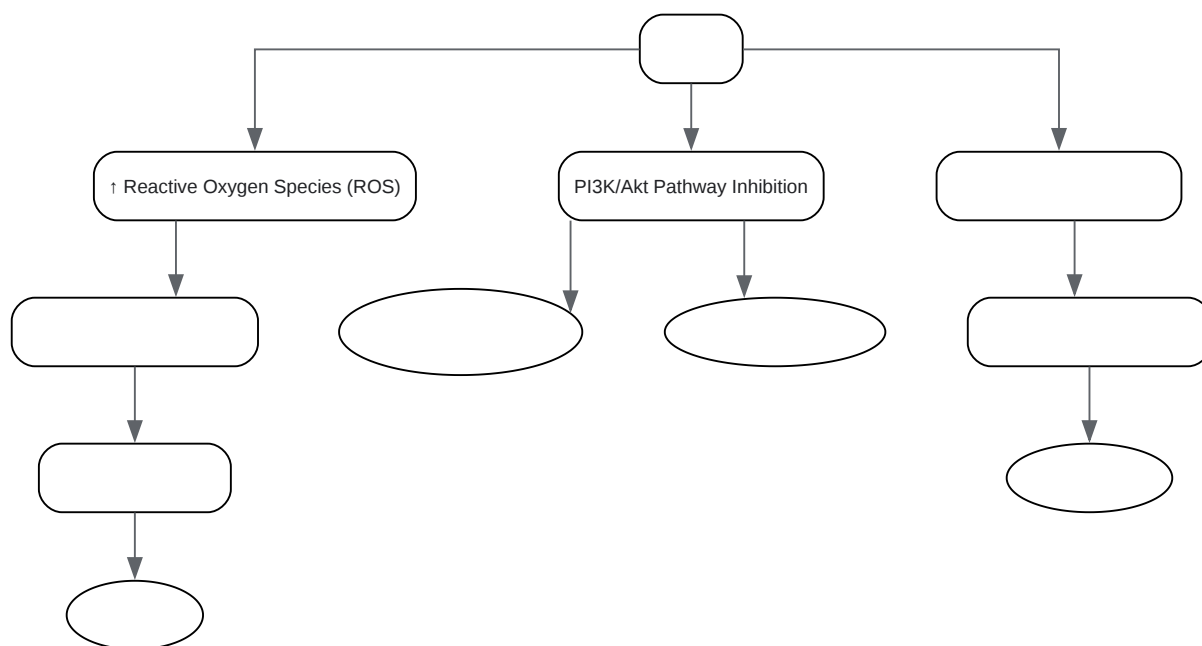 ↑ Reactive Oxygen Species (ROS)
PI3K/Akt Pathway Inhibition